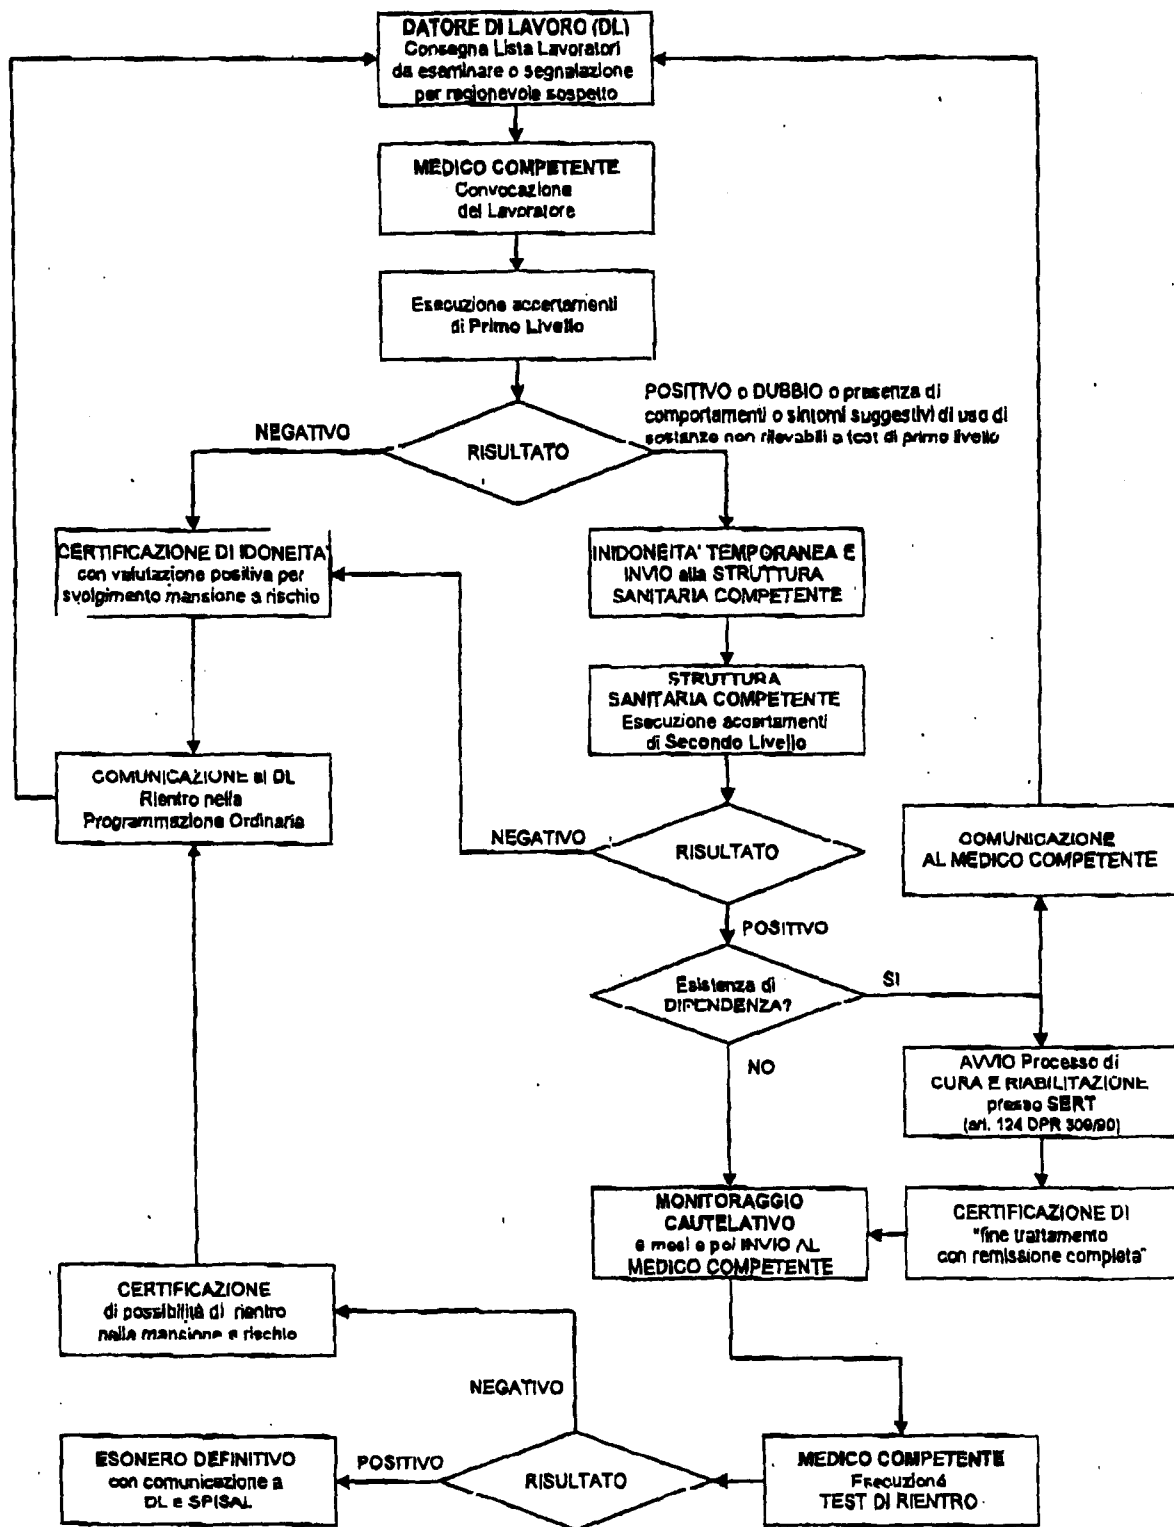 DATORE DI LAVORO (DL)
Consegna Lista Lavoratori
da esaminare o segnalazione
per ragionevole sospetto
MEDICO COMPETENTE
Convocazione
del Lavoratore
Esecuzione accertamenti
di Primo Livello
POSITIVO o DUBBIO o presenza di
comportamenti o sintomi suggestivi di uso di
sostanze non rilevabili a test di primo livello
NEGATIVO
RISULTATO
CERTIFICAZIONE DI IDONEITA'
con valutazione positiva per
svolgimento mansione a rischio
INIDONEITA' TEMPORANEA E
INVIO alla STRUTTURA
SANITARIA COMPETENTE
STRUTTURA
SANITARIA COMPETENTE
Esecuzione accertamenti
di Secondo Livello
COMUNICAZIONE al DL
Rientro nella
Programmazione Ordinaria
NEGATIVO
RISULTATO
COMUNICAZIONE
AL MEDICO COMPETENTE
POSITIVO
Esistenza di
DIPENDENZA?
SI
NO
AVVIO Processo di
CURA E RIABILITAZIONE
presso SERT
(art. 124 DPR 309/90)
MONITORAGGIO
CAUTELATIVO
mesi e poi INVIO AL
MEDICO COMPETENTE
CERTIFICAZIONE DI
"fine trattamento
con remissione completa"
CERTIFICAZIONE
di possibilità di rientro
nella mansione a rischio
NEGATIVO
ESONERO DEFINITIVO
con comunicazione a
DL e SPISAL
POSITIVO
RISULTATO
MEDICO COMPETENTE
Esecuzione
TEST DI RIENTRO